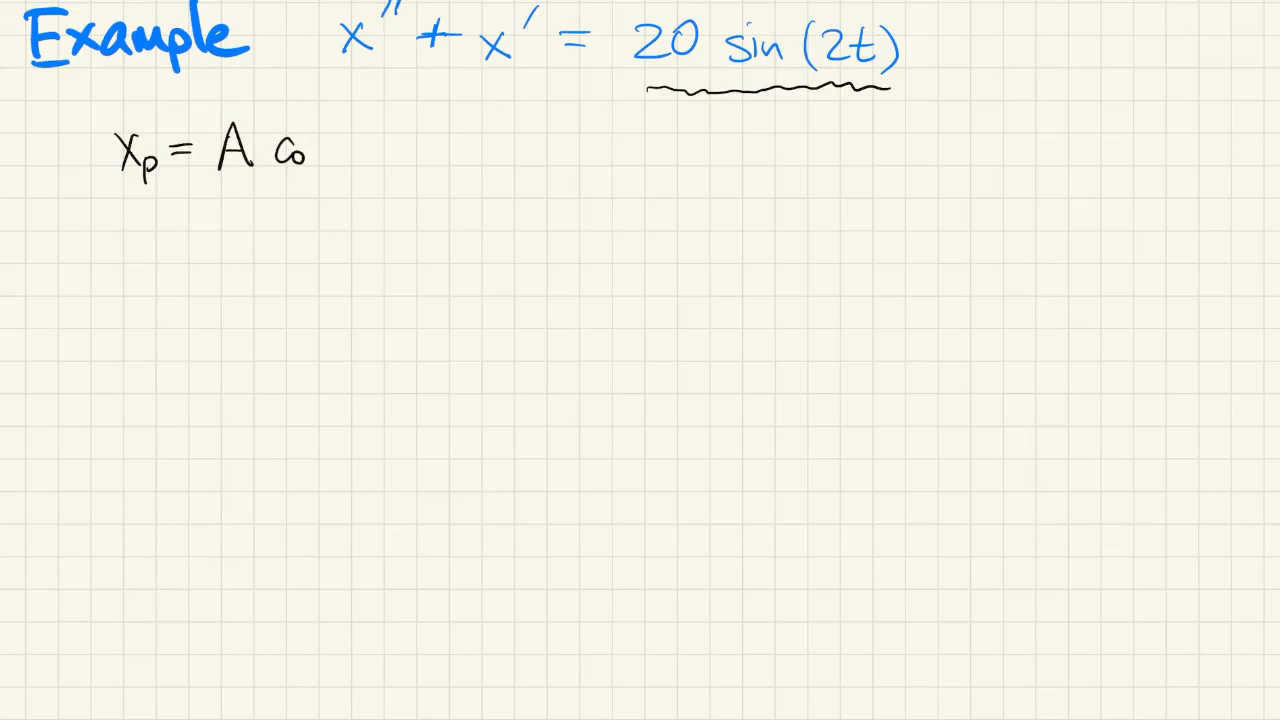 Example x'' + x' = 20 sin (2t)
xₚ = A co